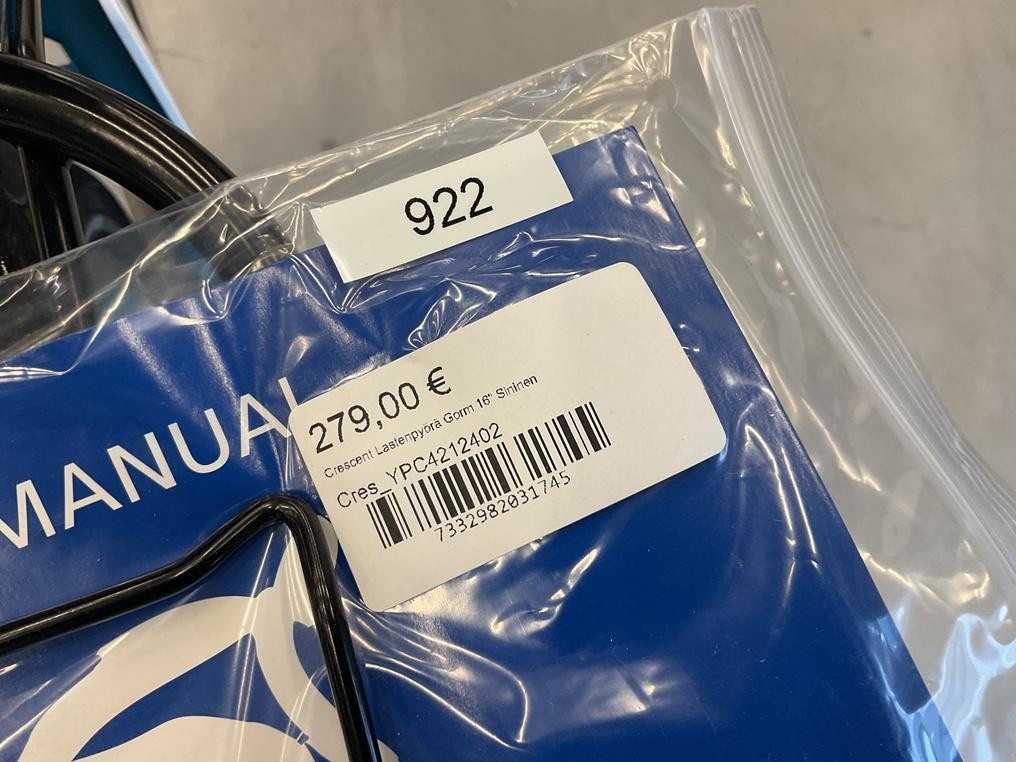 922
279,00 €
Crescent Lastenpyörä Gorm 16" Sininen
Cres_YPC4212402
7332982031745
MANUAL